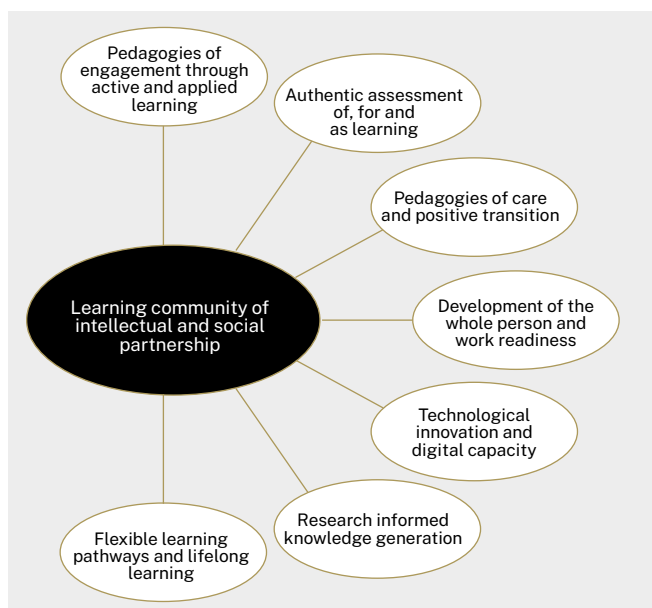 Pedagogies of
engagement through
active and applied
learning
Authentic assessment
of, for and
as learning
Pedagogies of care
and positive transition
Learning community of
intellectual and social
partnership
Development of the
whole person and
work readiness
Technological
innovation and
digital capacity
Research informed
knowledge generation
Flexible learning
pathways and lifelong
learning